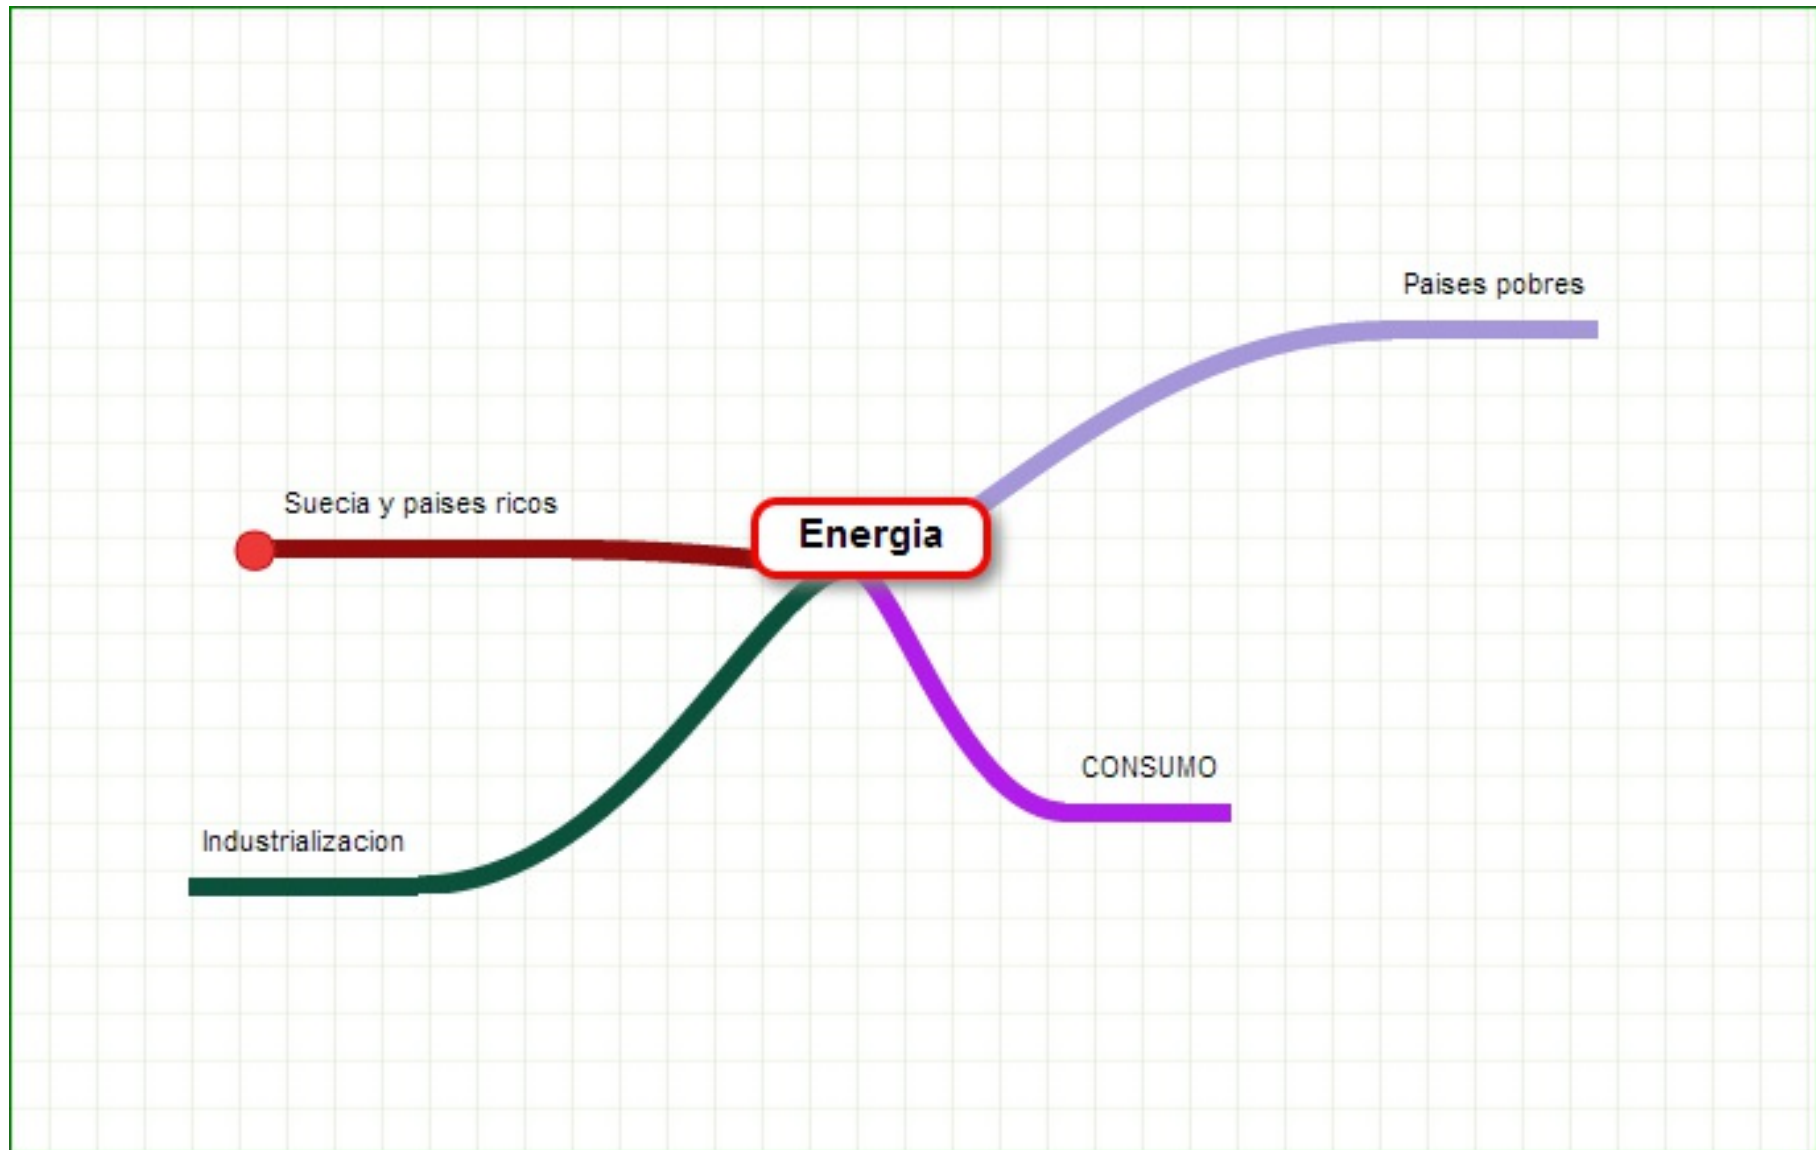 Paises pobres
Suecia y paises ricos
Energia
CONSUMO
Industrializacion